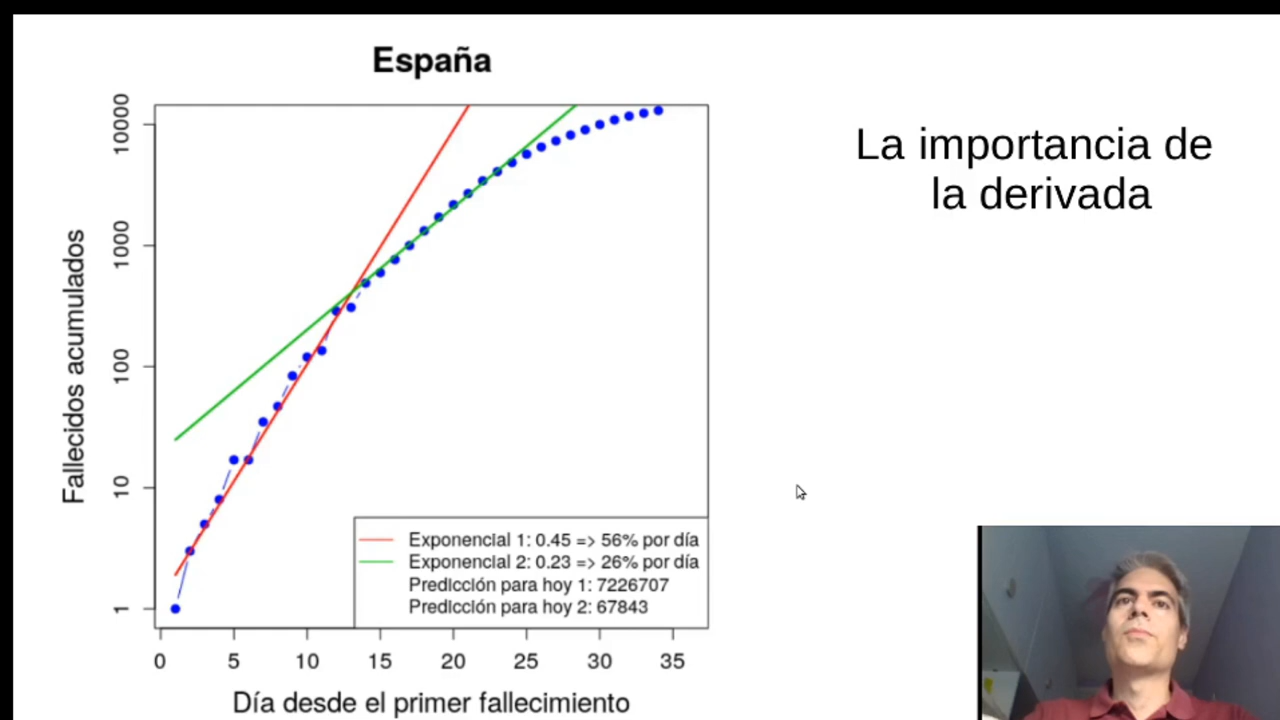 España
La importancia de
la derivada
Fallecidos acumulados
10000
1000
100
10
1
Exponencial 1: 0.45 => 56% por día
Exponencial 2: 0.23 => 26% por día
Predicción para hoy 1: 7226707
Predicción para hoy 2: 67843
0 5 10 15 20 25 30 35
Día desde el primer fallecimiento